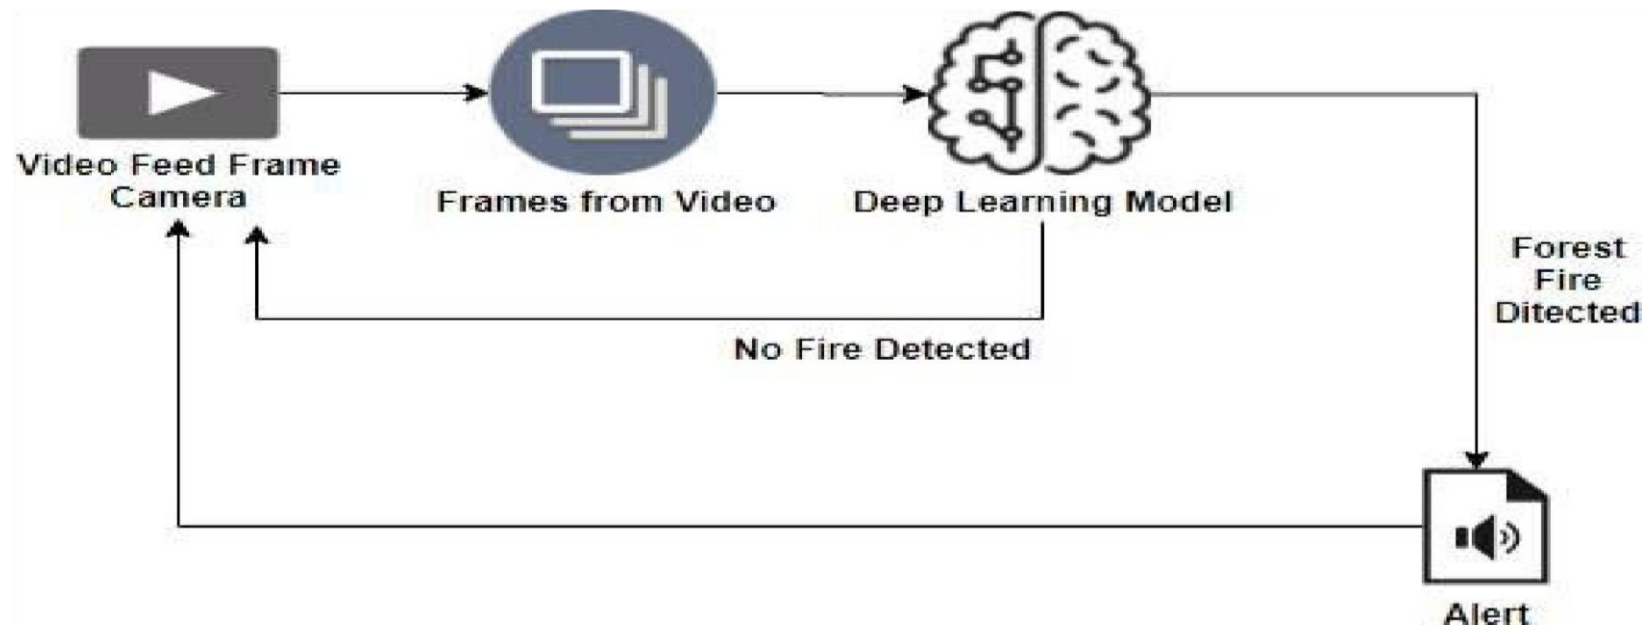 Video Feed Frame
Camera
Frames from Video
Deep Learning Model
Forest
Fire
Ditected
No Fire Detected
Alert